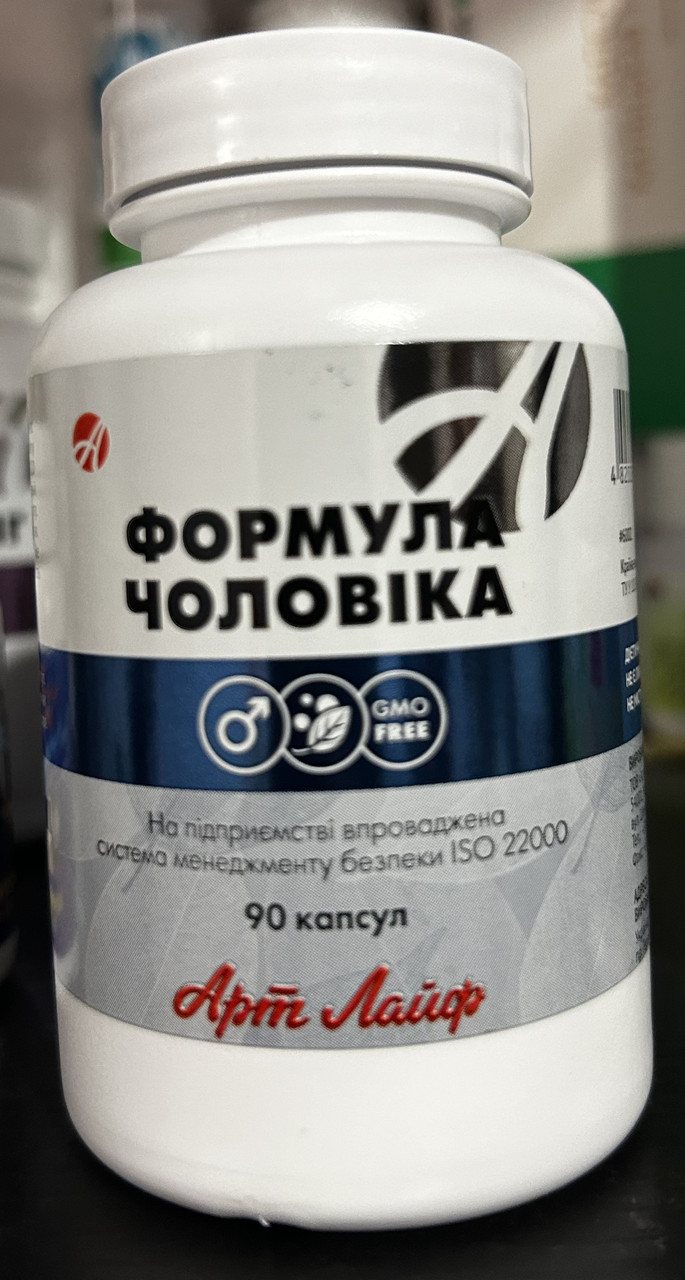 ФОРМУЛА
ЧОЛОВІКА
GMO
FREE
На підприємстві впроваджена
система менеджменту безпеки ISO 22000
90 капсул
Арт Лайф